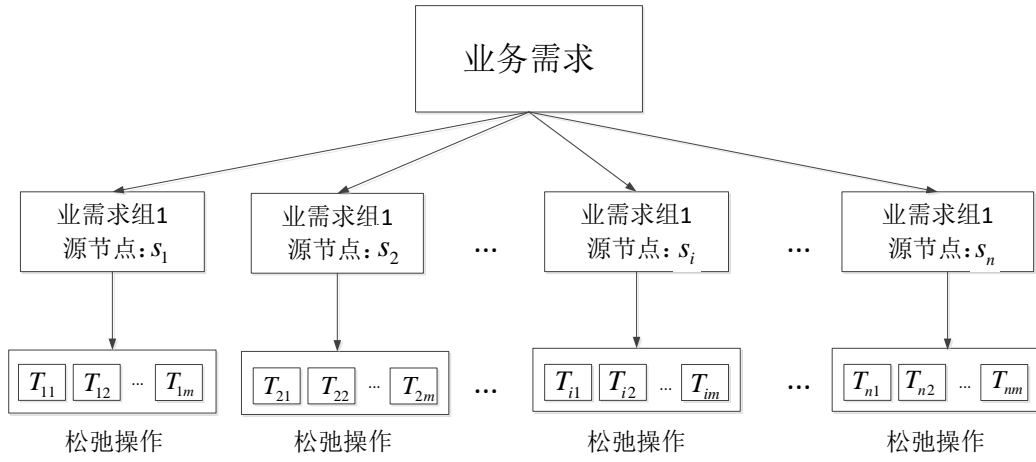 业务需求
业需求组1
源节点：s₁
业需求组1
源节点：s₂
...
业需求组1
源节点：sᵢ
...
业需求组1
源节点：sₙ
T₁₁ T₁₂ ... T₁ₘ
T₂₁ T₂₂ ... T₂ₘ
...
Tᵢ₁ Tᵢ₂ ... Tᵢₘ
...
Tₙ₁ Tₙ₂ ... Tₙₘ
松弛操作
松弛操作
松弛操作
松弛操作